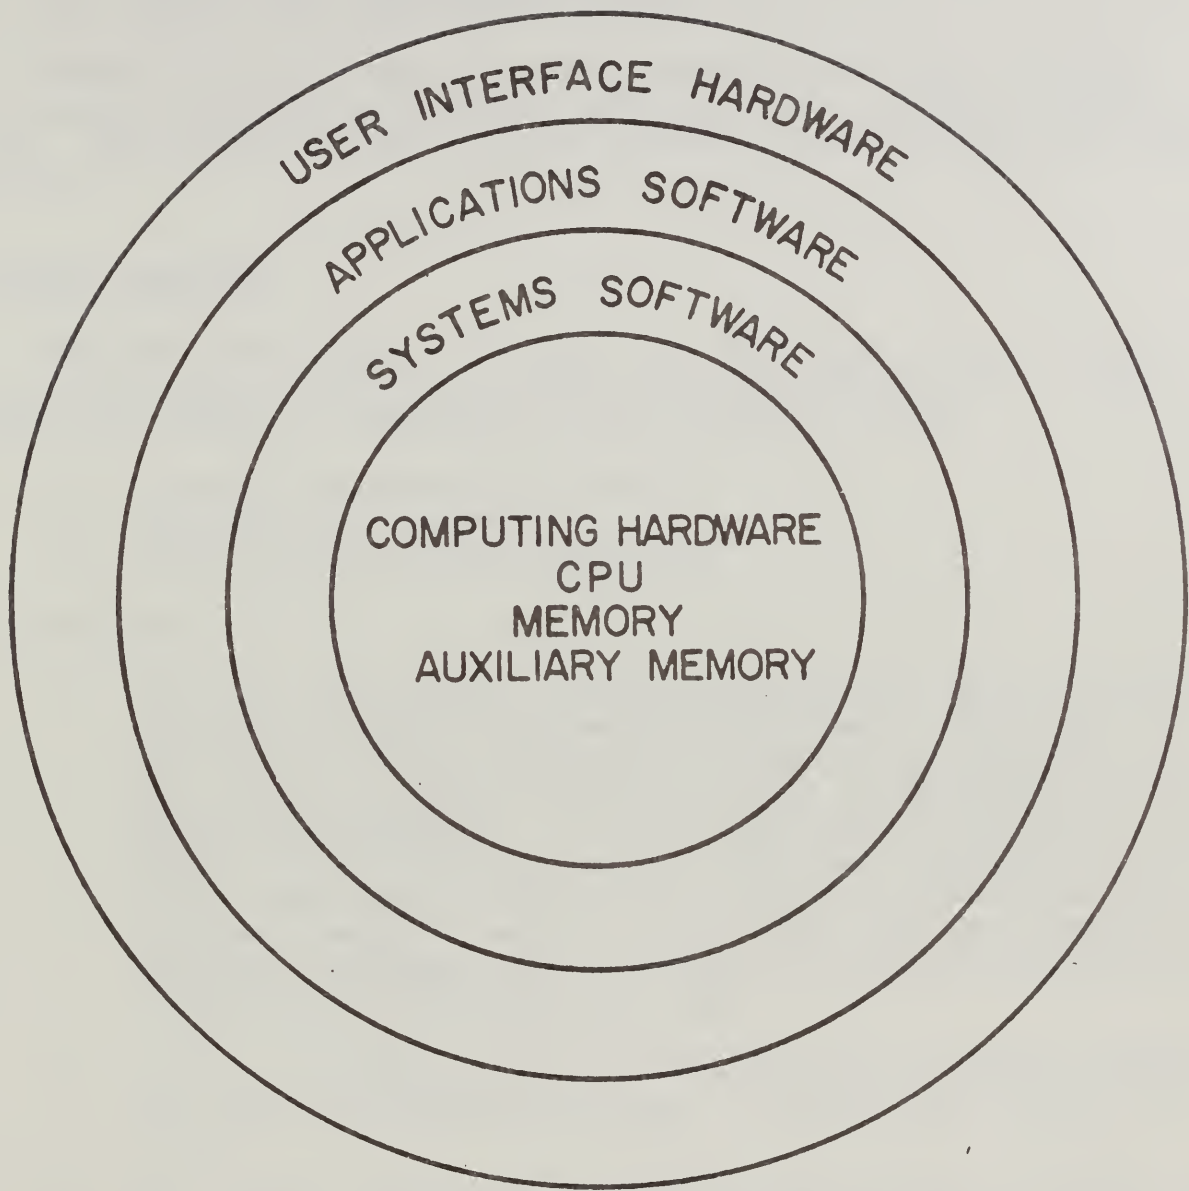 USER INTERFACE HARDWARE
APPLICATIONS SOFTWARE
SYSTEMS SOFTWARE
COMPUTING HARDWARE
CPU
MEMORY
AUXILIARY MEMORY